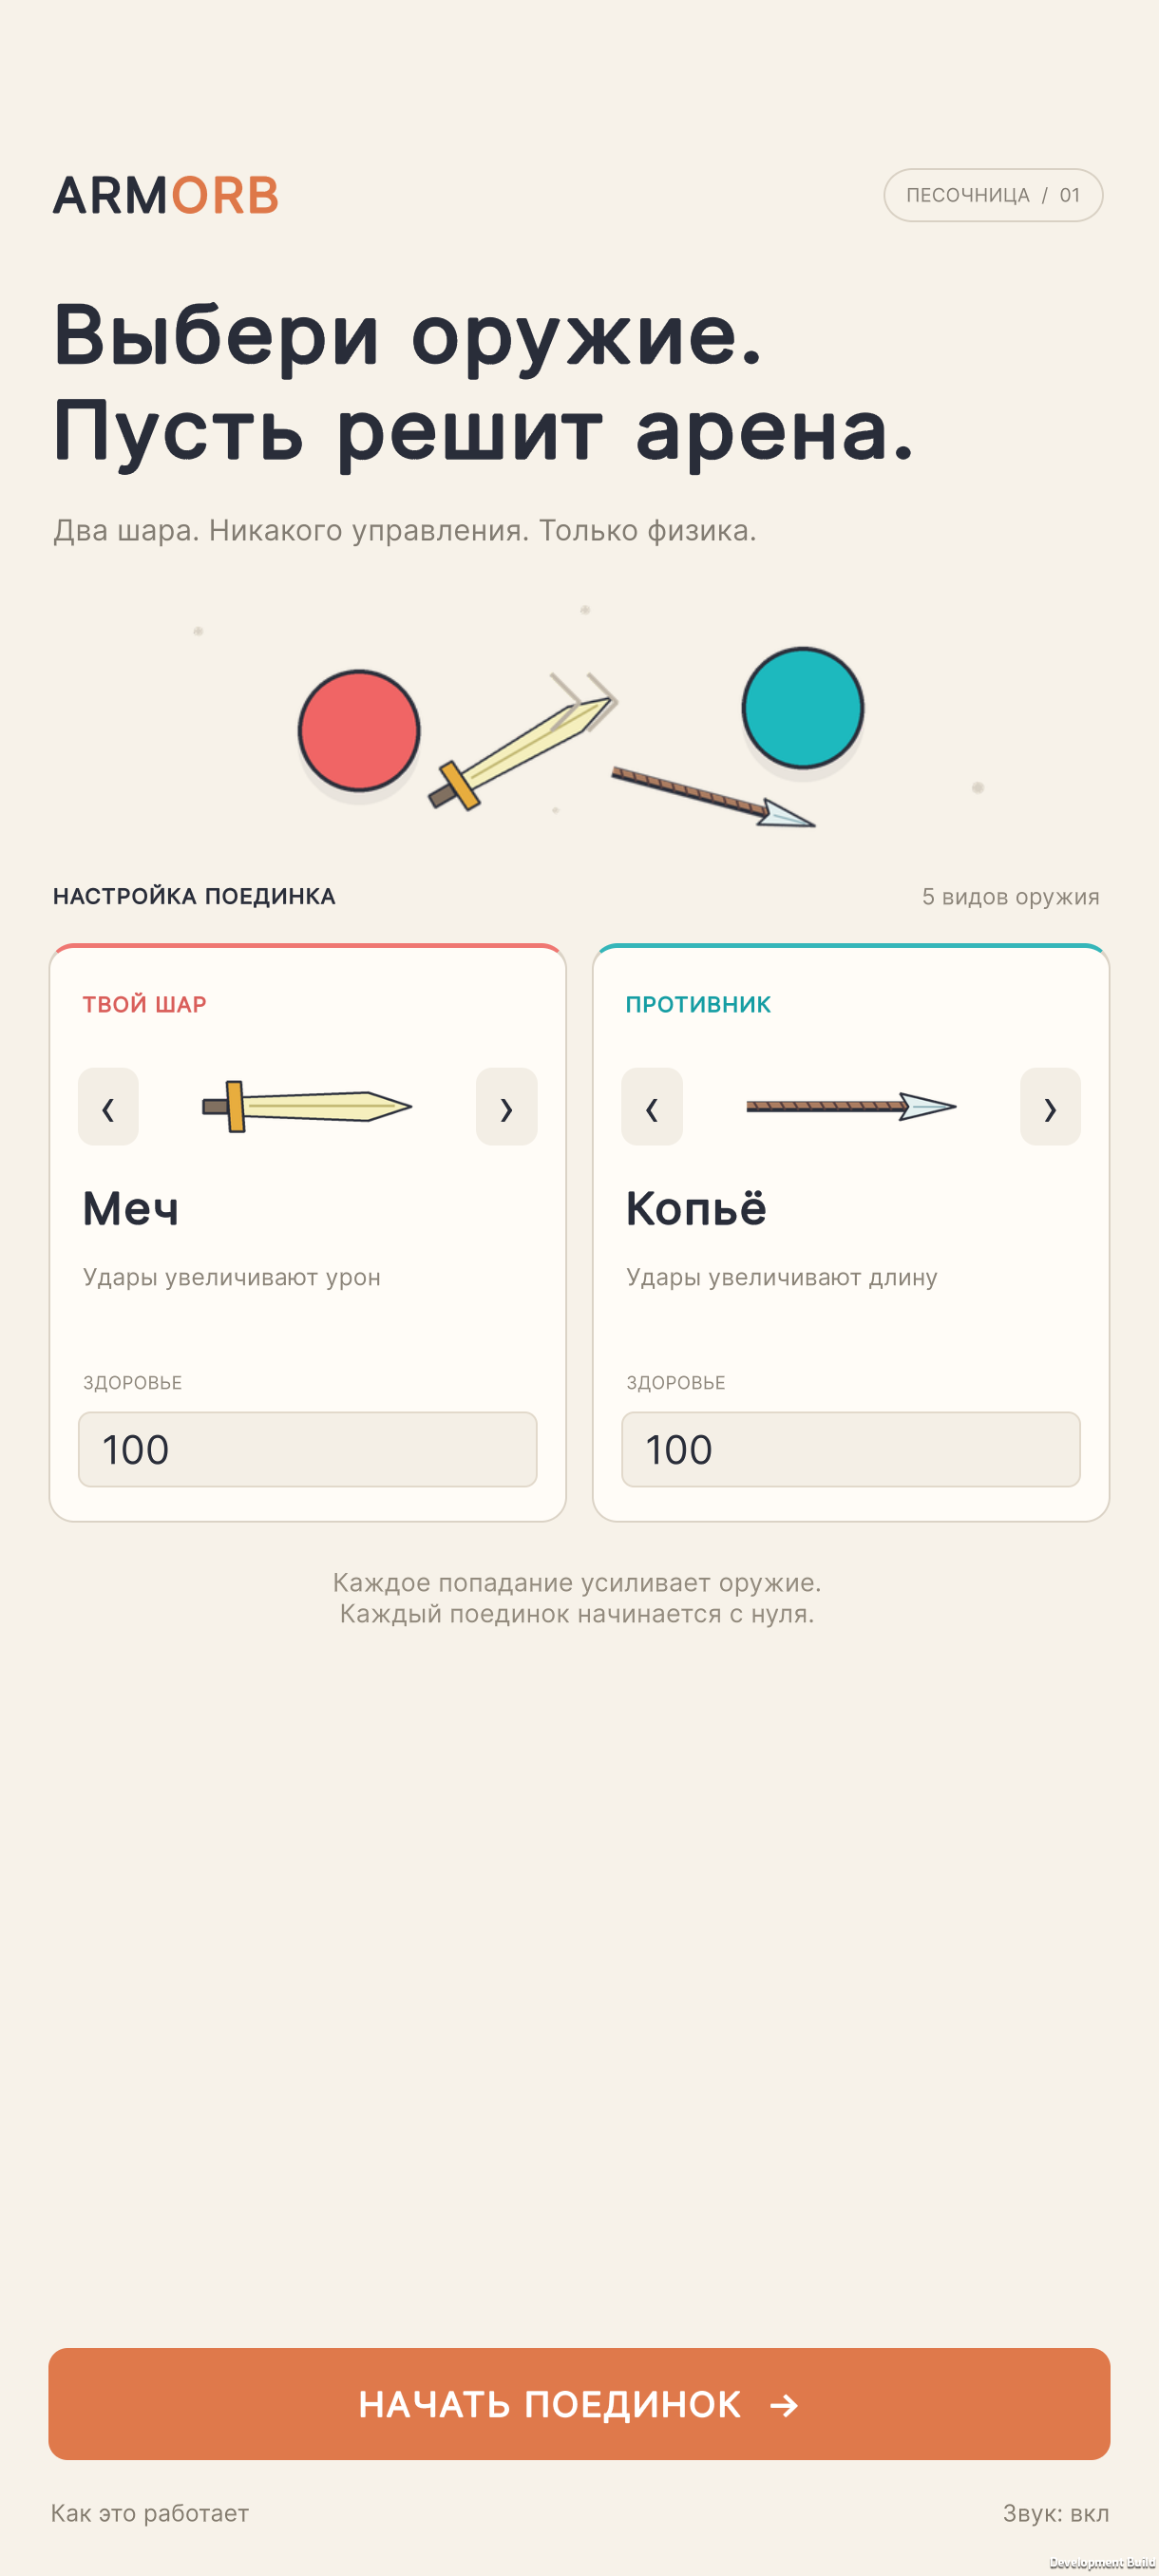 ARMORB
ПЕСОЧНИЦА / 01
Выбери оружие.
Пусть решит арена.
Два шара. Никакого управления. Только физика.
НАСТРОЙКА ПОЕДИНКА
5 видов оружия
ТВОЙ ШАР
‹
›
Меч
Удары увеличивают урон
ЗДОРОВЬЕ
100
ПРОТИВНИК
‹
›
Копьё
Удары увеличивают длину
ЗДОРОВЬЕ
100
Каждое попадание усиливает оружие.
Каждый поединок начинается с нуля.
НАЧАТЬ ПОЕДИНОК →
Как это работает
Звук: вкл
Development Build